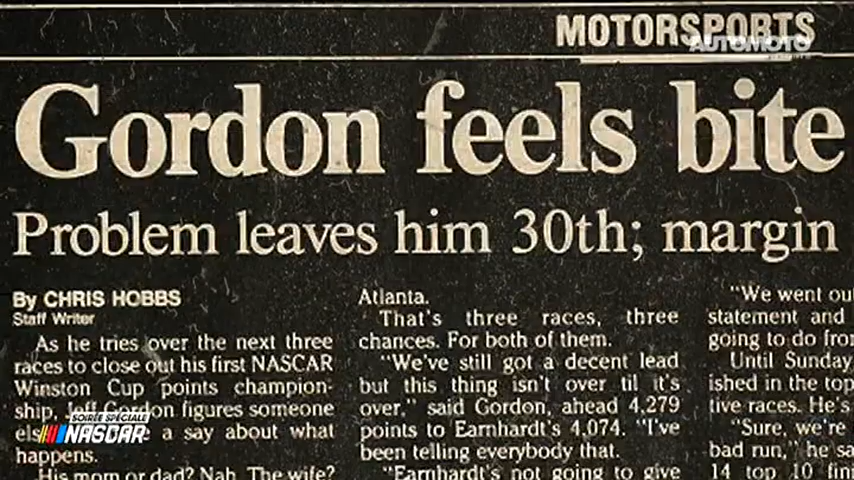 MOTORSPORTS
AUTOMOTO
Gordon feels bite
Problem leaves him 30th; margin
By CHRIS HOBBS
Staff Writer
As he tries over the next three
races to close out his first NASCAR
Winston Cup points champion-
ship, Jeff Gordon figures someone
a say about what
happens.
His mom or dad? Nah. The wife?
Atlanta.
That's three races, three
chances. For both of them.
"We've still got a decent lead
but this thing isn't over til it's
over," said Gordon, ahead 4,279
points to Earnhardt's 4,074. "I've
been telling everybody that.
"Earnhardt's not going to give
"We went out
statement and
going to do from
Until Sunday
ished in the top
tive races. He's
"Sure, we're
bad run," he sa
14 top 10 fini
SOIRÉE SPÉCIALE
NASCAR